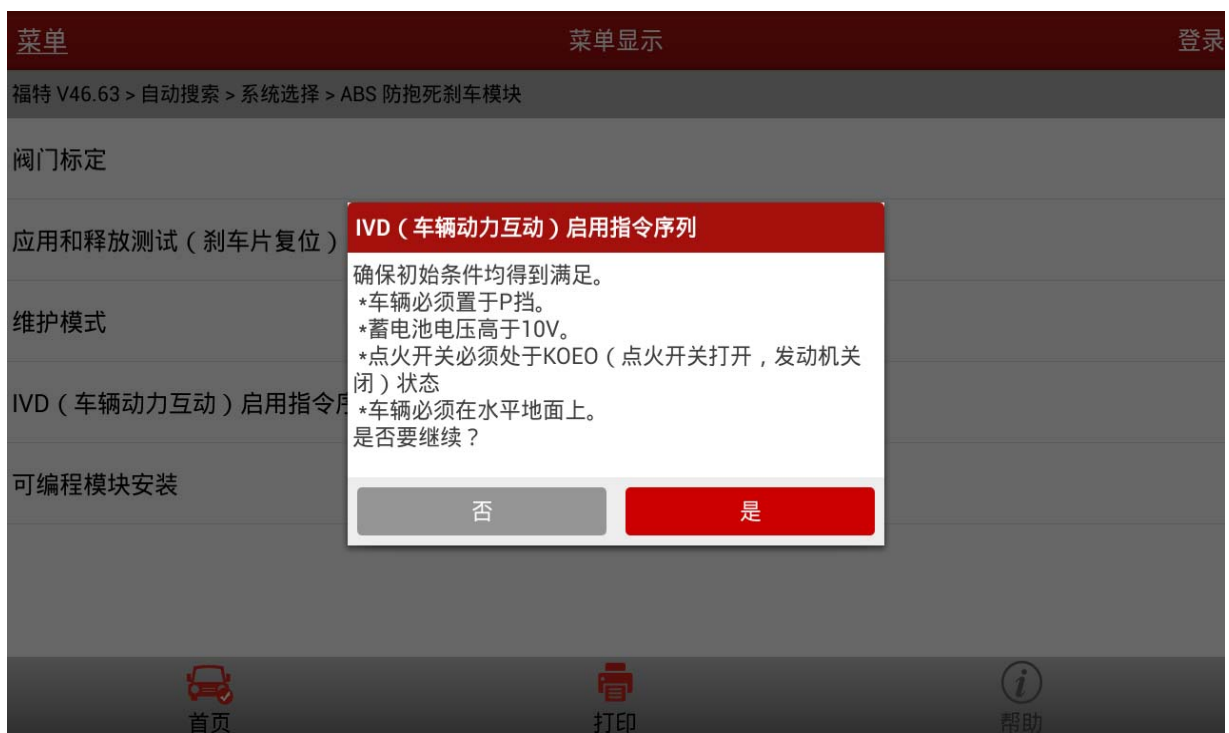 菜单
菜单显示
登录
福特 V46.63 > 自动搜索 > 系统选择 > ABS 防抱死刹车模块
阀门标定
应用和释放测试（刹车片复位）
维护模式
IVD（车辆动力互动）启用指令序
可编程模块安装
IVD（车辆动力互动）启用指令序列
确保初始条件均得到满足。
*车辆必须置于P挡。
*蓄电池电压高于10V。
*点火开关必须处于KOEO（点火开关打开，发动机关
闭）状态
*车辆必须在水平地面上。
是否要继续？
否
是
首页
打印
帮助